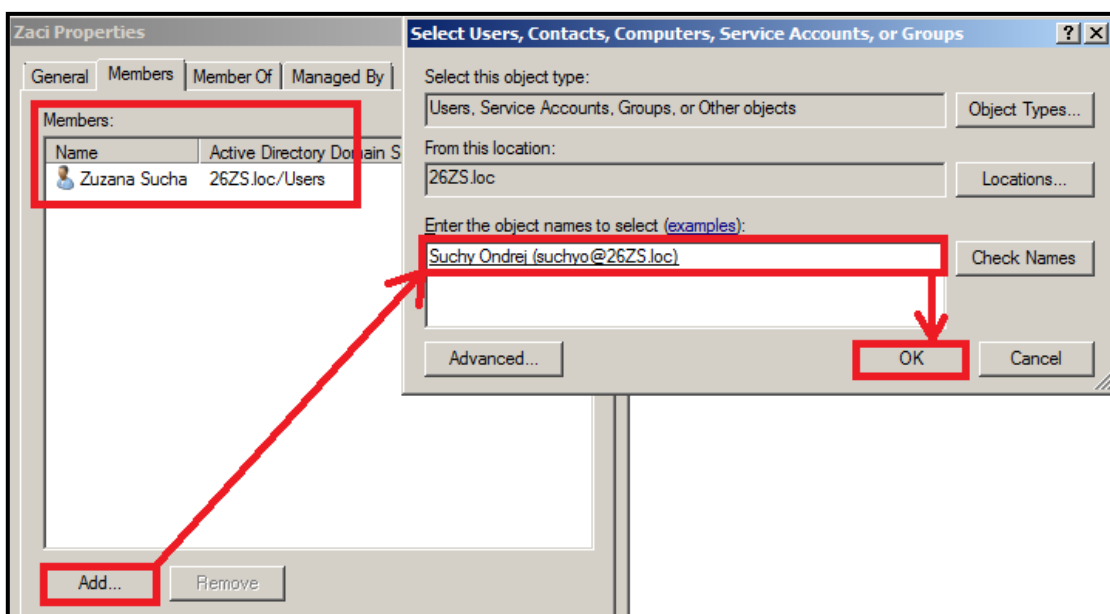 Zaci Properties
General Members Member Of Managed By
Members:
Name Active Directory Domain S
Zuzana Sucha 26ZS.loc/Users
Add... Remove
Select Users, Contacts, Computers, Service Accounts, or Groups
Select this object type:
Users, Service Accounts, Groups, or Other objects Object Types...
From this location:
26ZS.loc Locations...
Enter the object names to select (examples):
Suchy Ondrej (suchyo@26ZS.loc) Check Names
Advanced... OK Cancel